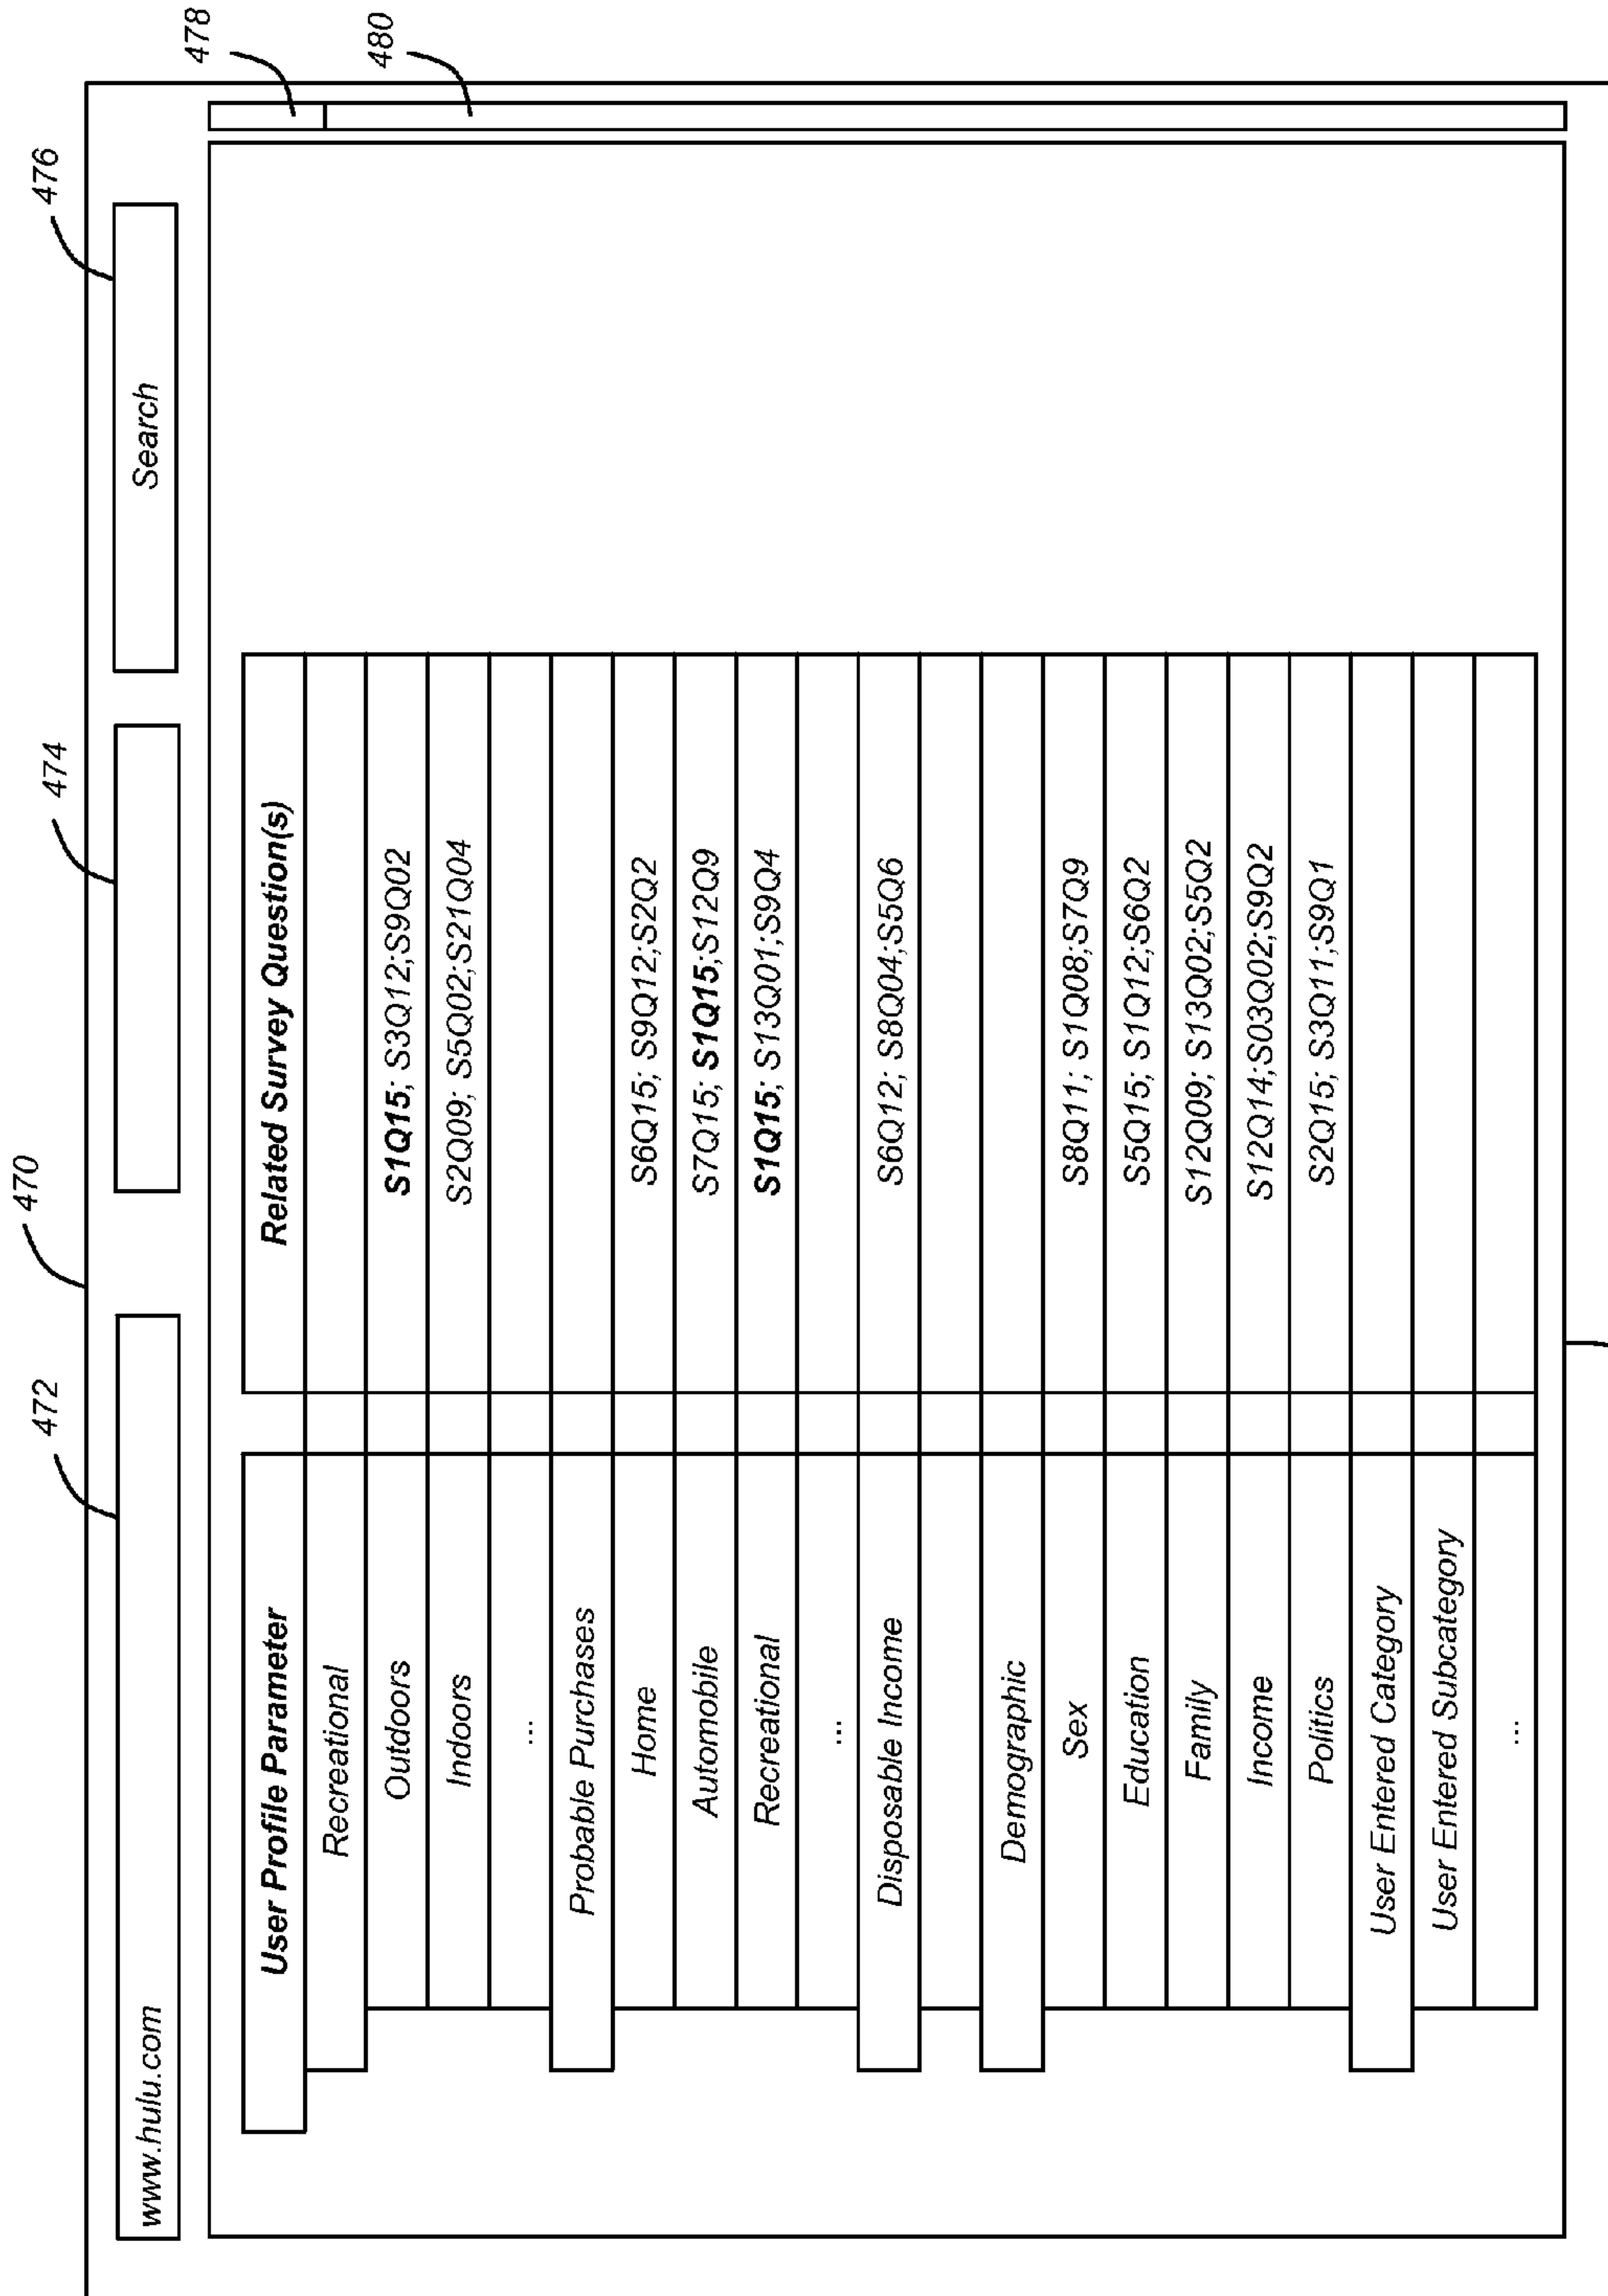 470
472
474
476
478
480
www.hulu.com
Search
User Profile Parameter Related Survey Question(s)
Recreational
Outdoors S1Q15; S3Q12;S9Q02
Indoors S2Q09; S5Q02;S21Q04
...
Probable Purchases
Home S6Q15; S9Q12;S2Q2
Automobile S7Q15; S1Q15;S12Q9
Recreational S1Q15; S13Q01;S9Q4
...
Disposable Income S6Q12; S8Q04;S5Q6
Demographic
Sex S8Q11; S1Q08;S7Q9
Education S5Q15; S1Q12;S6Q2
Family S12Q09; S13Q02;S5Q2
Income S12Q14;S03Q02;S9Q2
Politics S2Q15; S3Q11;S9Q1
User Entered Category
User Entered Subcategory
...